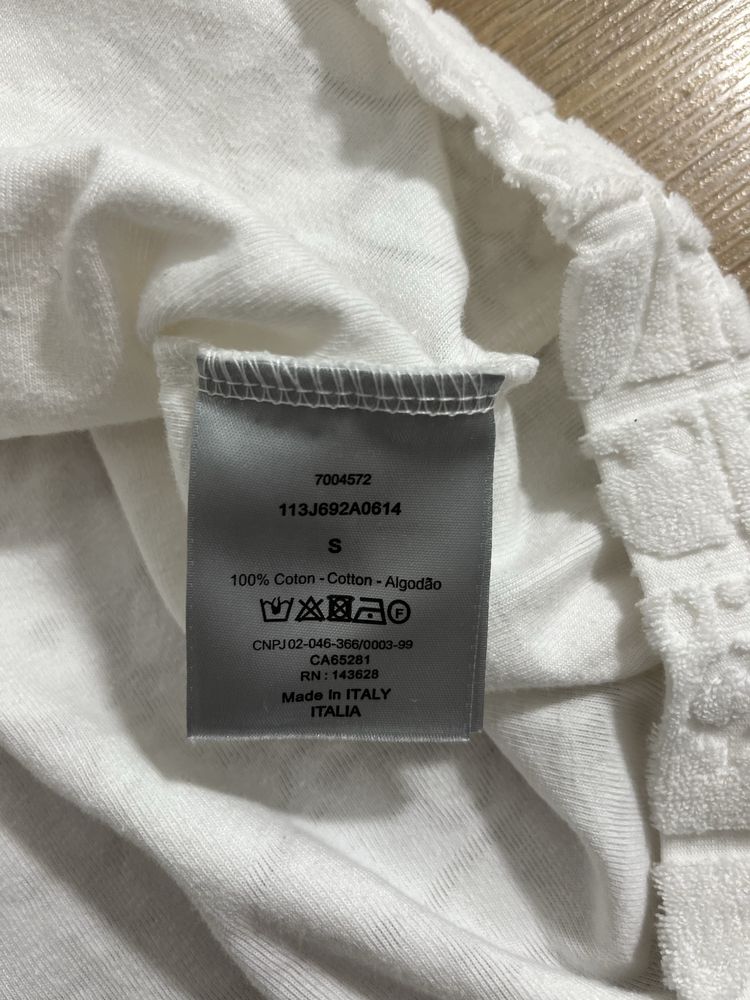 7004572
113J692A0614
S
100% Coton - Cotton - Algodão
F
CNPJ 02-046-366/0003-99
CA65281
RN : 143628
Made in ITALY
ITALIA